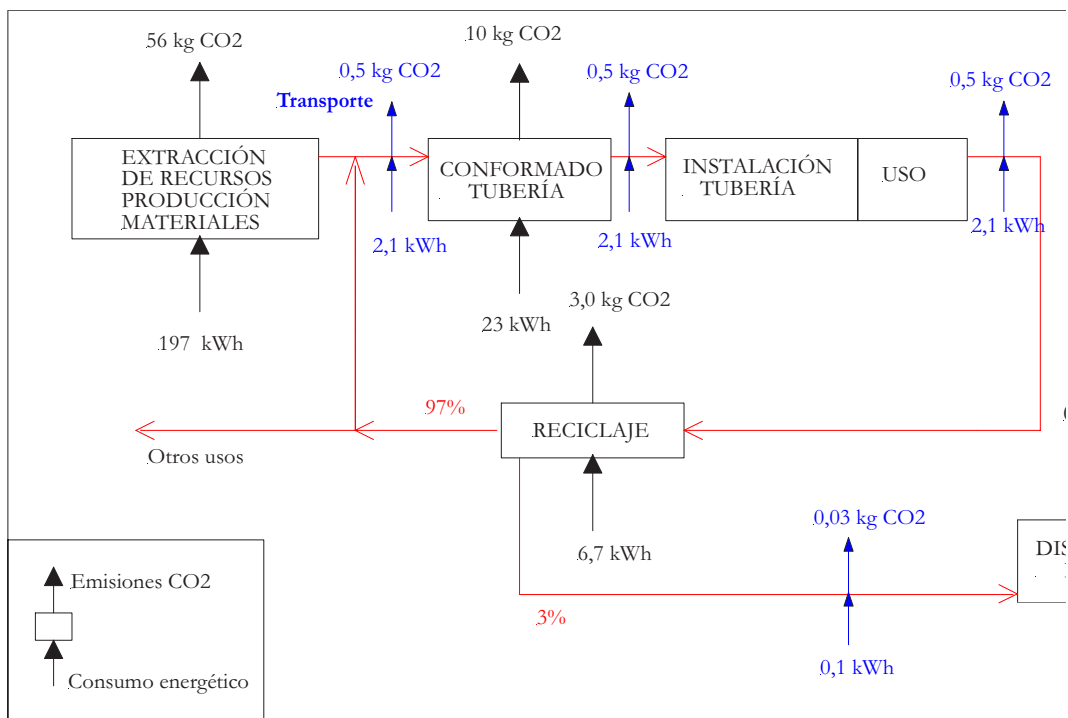 56 kg CO2
10 kg CO2
0,5 kg CO2
0,5 kg CO2
0,5 kg CO2
Transporte
EXTRACCIÓN
DE RECURSOS
PRODUCCIÓN
MATERIALES
CONFORMADO
TUBERÍA
INSTALACIÓN
TUBERÍA
USO
2,1 kWh
2,1 kWh
2,1 kWh
197 kWh
23 kWh
3,0 kg CO2
97%
RECICLAJE
Otros usos
6,7 kWh
0,03 kg CO2
DIS
3%
0,1 kWh
Emisiones CO2
Consumo energético